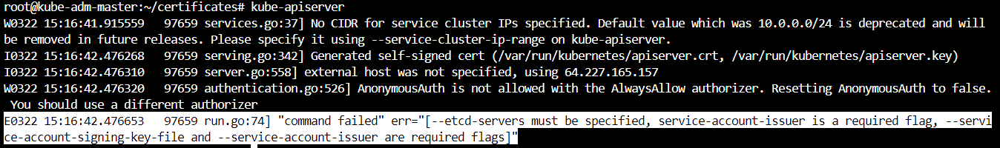 root@kube-adm-master:~/certificates# kube-apiserver
W0322 15:16:41.915559   97659 services.go:37] No CIDR for service cluster IPs specified. Default value which was 10.0.0.0/24 is deprecated and will
be removed in future releases. Please specify it using --service-cluster-ip-range on kube-apiserver.
I0322 15:16:42.476268   97659 serving.go:342] Generated self-signed cert (/var/run/kubernetes/apiserver.crt, /var/run/kubernetes/apiserver.key)
I0322 15:16:42.476310   97659 server.go:558] external host was not specified, using 64.227.165.157
W0322 15:16:42.476320   97659 authentication.go:526] AnonymousAuth is not allowed with the AlwaysAllow authorizer. Resetting AnonymousAuth to false.
 You should use a different authorizer
E0322 15:16:42.476653   97659 run.go:74] "command failed" err="[--etcd-servers must be specified, service-account-issuer is a required flag, --servi
ce-account-signing-key-file and --service-account-issuer are required flags]"